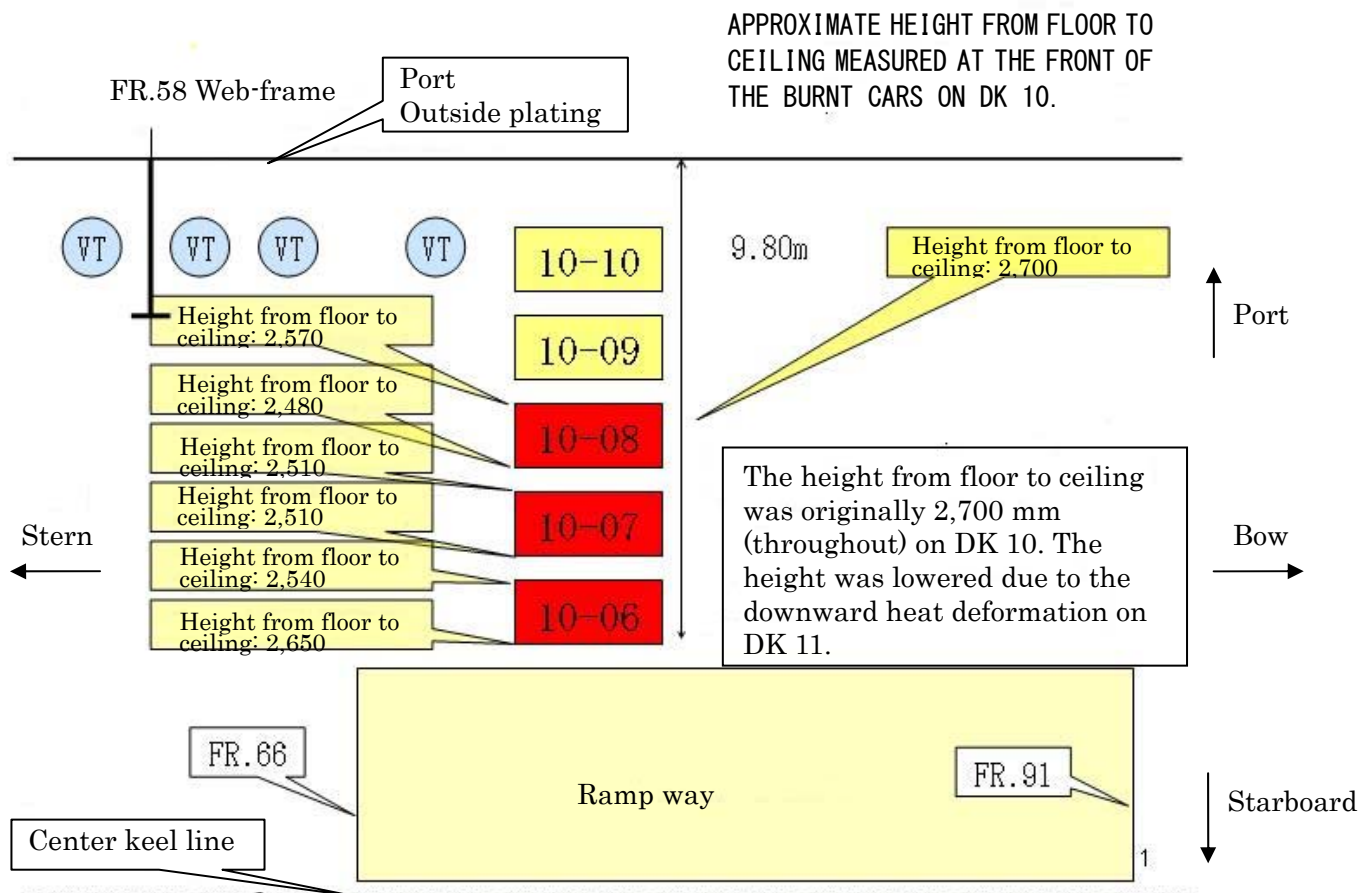 APPROXIMATE HEIGHT FROM FLOOR TO
CEILING MEASURED AT THE FRONT OF
THE BURNT CARS ON DK 10.
FR.58 Web-frame
Port
Outside plating
VT
VT
VT
VT
10-10
9.80m
Height from floor to
ceiling: 2,700
Port
Height from floor to
ceiling: 2,570
10-09
Height from floor to
ceiling: 2,480
10-08
Height from floor to
ceiling: 2,510
Height from floor to
ceiling: 2,510
10-07
Height from floor to
ceiling: 2,540
Height from floor to
ceiling: 2,650
10-06
The height from floor to ceiling
was originally 2,700 mm
(throughout) on DK 10. The
height was lowered due to the
downward heat deformation on
DK 11.
Stern
Bow
FR.66
Ramp way
FR.91
Starboard
Center keel line
1